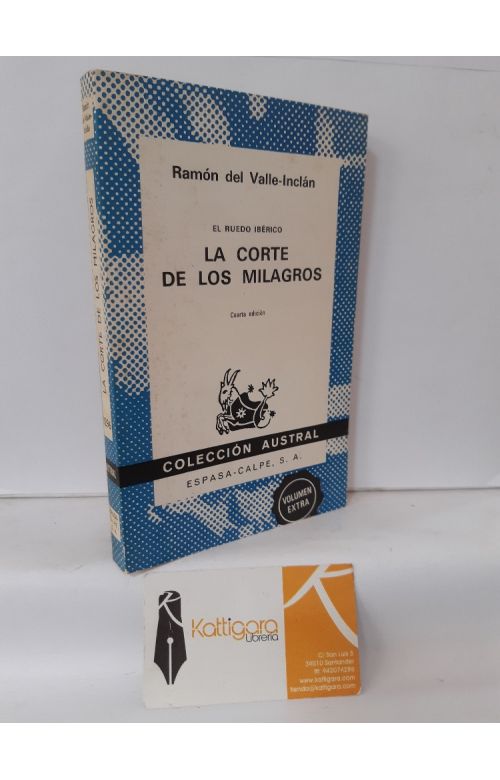 Ramón del Valle-Inclán
EL RUEDO IBÉRICO
LA CORTE
DE LOS MILAGROS
Cuarta edición
COLECCIÓN AUSTRAL
ESPASA-CALPE, S. A.
VOLUMEN
EXTRA
LA CORTE DE LOS MILAGROS
Kattigara
Librería
C/ San Luis 5
39010 Santander
www.kattigara.com
tienda@kattigara.com